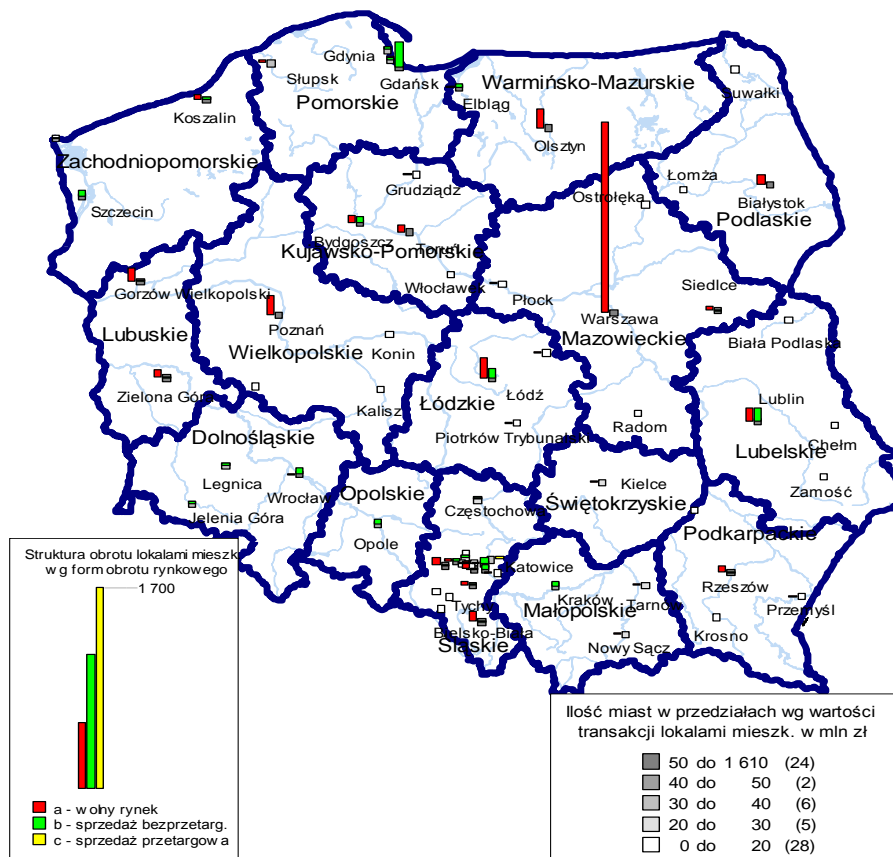 Gdynia
Słupsk
Gdańsk
Pomorskie
Warmińsko-Mazurskie
Suwałki
Elbląg
Koszalin
Olsztyn
Zachodniopomorskie
Łomża
Grudziądz
Ostrołęka
Białystok
Szczecin
Podlaskie
Bydgoszcz
Toruń
Kujawsko-Pomorskie
Włocławek
Siedlce
Gorzów Wielkopolski
Płock
Warszawa
Lubuskie
Poznań
Mazowieckie
Wielkopolskie
Konin
Biała Podlaska
Zielona Góra
Kalisz
Łódź
Łódzkie
Lublin
Radom
Dolnośląskie
Piotrków Trybunalski
Chełm
Lubelskie
Legnica
Wrocław
Opolskie
Kielce
Zamość
Jelenia Góra
Częstochowa
Świętokrzyskie
Podkarpackie
Opole
Katowice
Rzeszów
Kraków
Tarnów
Przemyśl
Tychy
Małopolskie
Bielsko-Biała
Krosno
Śląskie
Nowy Sącz
Struktura obrotu lokalami mieszk.
w g form obrotu rynkowego
1 700
a - wolny rynek
b - sprzedaż bezprzetarg.
c - sprzedaż przetargowa
Ilość miast w przedziałach wg wartości
transakcji lokalami mieszk. w mln zł
50 do 1 610 (24)
40 do 50 (2)
30 do 40 (6)
20 do 30 (5)
0 do 20 (28)